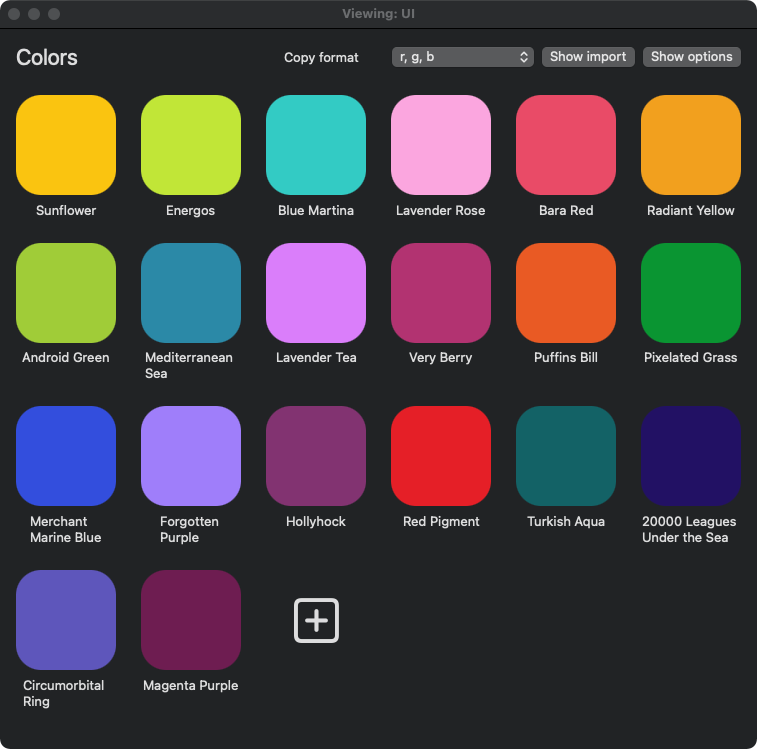 Viewing: UI
Colors
Copy format
r, g, b
Show import
Show options
Sunflower
Energos
Blue Martina
Lavender Rose
Bara Red
Radiant Yellow
Android Green
Mediterranean
Sea
Lavender Tea
Very Berry
Puffins Bill
Pixelated Grass
Merchant
Marine Blue
Forgotten
Purple
Hollyhock
Red Pigment
Turkish Aqua
20000 Leagues
Under the Sea
Circumorbital
Ring
Magenta Purple